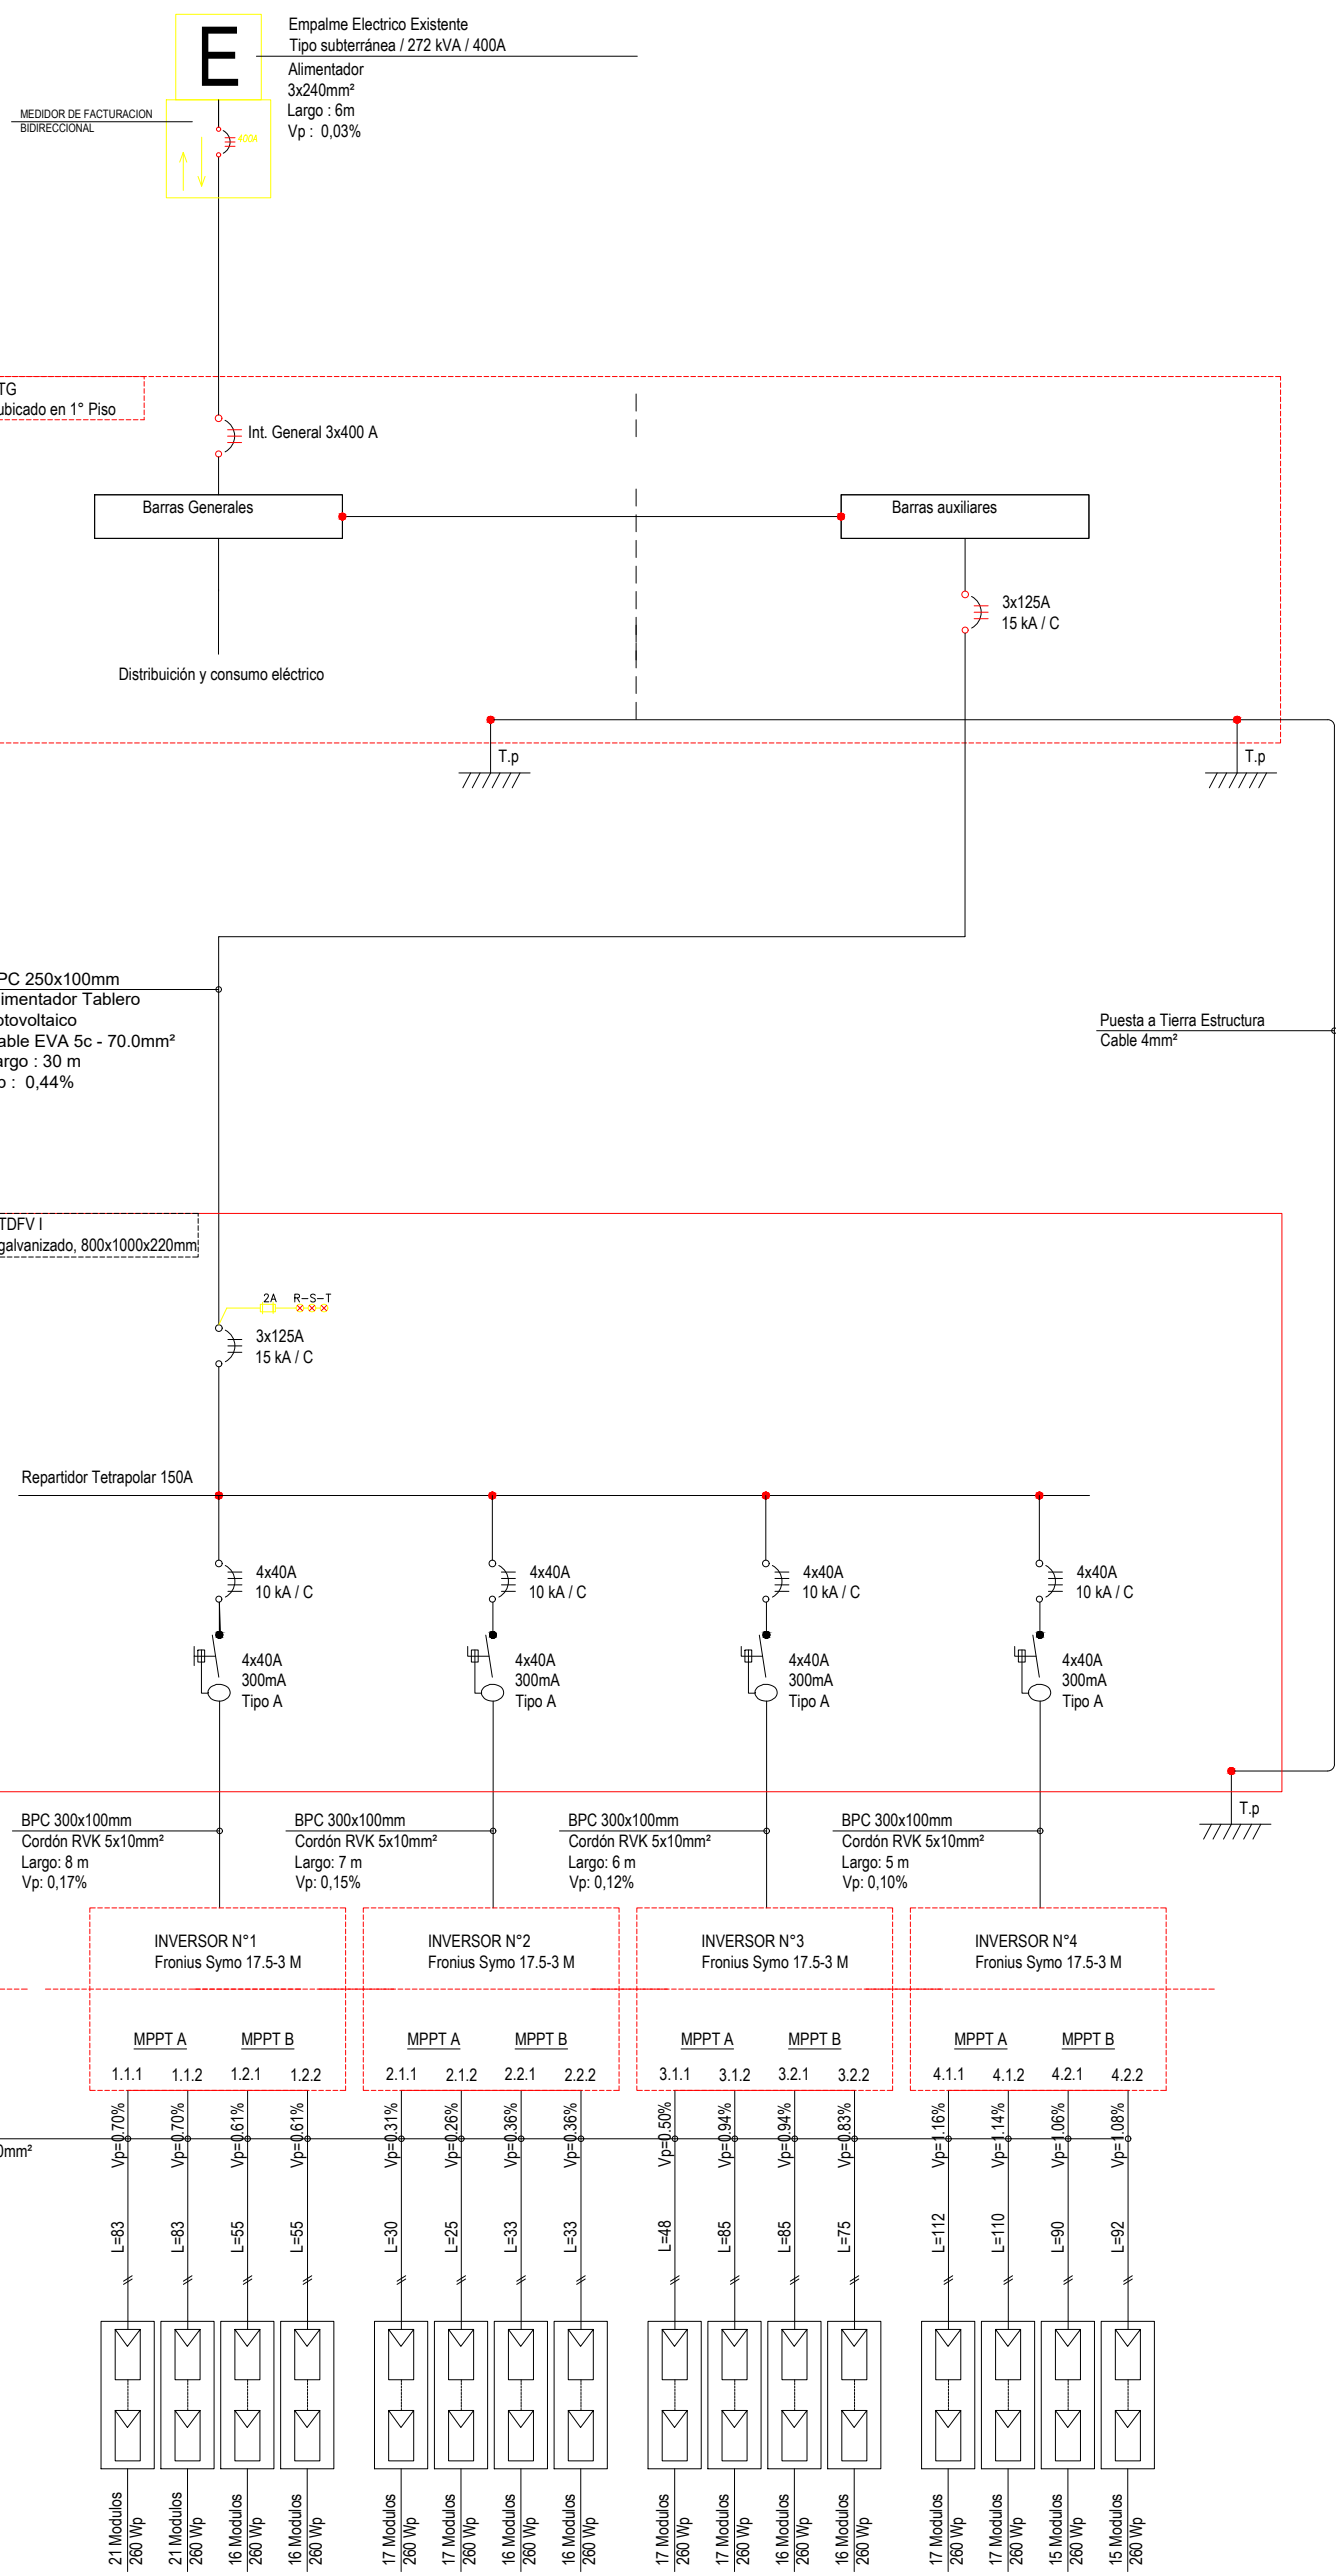 E
Empalme Electrico Existente
Tipo subterránea / 272 kVA / 400A
Alimentador
3x240mm²
Largo : 6m
Vp :  0,03%
MEDIDOR DE FACTURACION
BIDIRECCIONAL
400A
TG
ubicado en 1° Piso
Int. General 3x400 A
Barras Generales
Barras auxiliares
3x125A
15 kA / C
Distribuición y consumo eléctrico
T.p
T.p
PC 250x100mm
imentador Tablero
otovoltaico
able EVA 5c - 70.0mm²
argo : 30 m
p :  0,44%
Puesta a Tierra Estructura
Cable 4mm²
TDFV I
galvanizado, 800x1000x220mm
2A R-S-T
3x125A
15 kA / C
Repartidor Tetrapolar 150A
4x40A
10 kA / C
4x40A
10 kA / C
4x40A
10 kA / C
4x40A
10 kA / C
4x40A
300mA
Tipo A
4x40A
300mA
Tipo A
4x40A
300mA
Tipo A
4x40A
300mA
Tipo A
T.p
BPC 300x100mm
Cordón RVK 5x10mm²
Largo: 8 m
Vp: 0,17%
BPC 300x100mm
Cordón RVK 5x10mm²
Largo: 7 m
Vp: 0,15%
BPC 300x100mm
Cordón RVK 5x10mm²
Largo: 6 m
Vp: 0,12%
BPC 300x100mm
Cordón RVK 5x10mm²
Largo: 5 m
Vp: 0,10%
INVERSOR N°1
Fronius Symo 17.5-3 M
INVERSOR N°2
Fronius Symo 17.5-3 M
INVERSOR N°3
Fronius Symo 17.5-3 M
INVERSOR N°4
Fronius Symo 17.5-3 M
MPPT A MPPT B
MPPT A MPPT B
MPPT A MPPT B
MPPT A MPPT B
1.1.1 1.1.2 1.2.1 1.2.2
2.1.1 2.1.2 2.2.1 2.2.2
3.1.1 3.1.2 3.2.1 3.2.2
4.1.1 4.1.2 4.2.1 4.2.2
Vp=0.70%
Vp=0.70%
Vp=0.61%
Vp=0.61%
Vp=0.31%
Vp=0.26%
Vp=0.36%
Vp=0.36%
Vp=0.50%
Vp=0.94%
Vp=0.94%
Vp=0.83%
Vp=1.16%
Vp=1.14%
Vp=1.06%
Vp=1.08%
0mm²
L=83
L=83
L=55
L=55
L=30
L=25
L=33
L=33
L=48
L=85
L=85
L=75
L=112
L=110
L=90
L=92
21 Modulos
260 Wp
21 Modulos
260 Wp
16 Modulos
260 Wp
16 Modulos
260 Wp
17 Modulos
260 Wp
17 Modulos
260 Wp
16 Modulos
260 Wp
16 Modulos
260 Wp
17 Modulos
260 Wp
17 Modulos
260 Wp
16 Modulos
260 Wp
16 Modulos
260 Wp
17 Modulos
260 Wp
17 Modulos
260 Wp
15 Modulos
260 Wp
15 Modulos
260 Wp